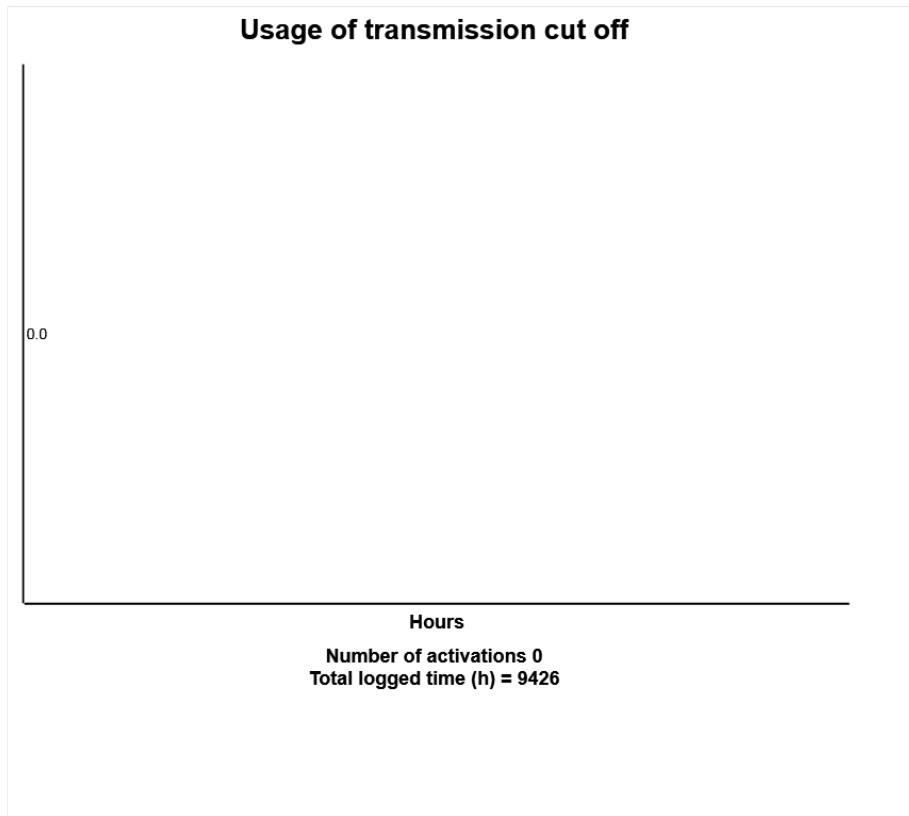 Usage of transmission cut off
0.0
Hours
Number of activations 0
Total logged time (h) = 9426